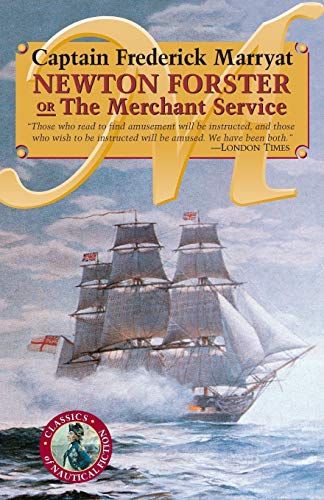 Captain Frederick Marryat
NEWTON FORSTER
OR The Merchant Service
"Those who read to find amusement will be instructed, and those
who wish to be instructed will be amused. We have been both."
—LONDON TIMES
M
CLASSICS
of NAUTICAL FICTION